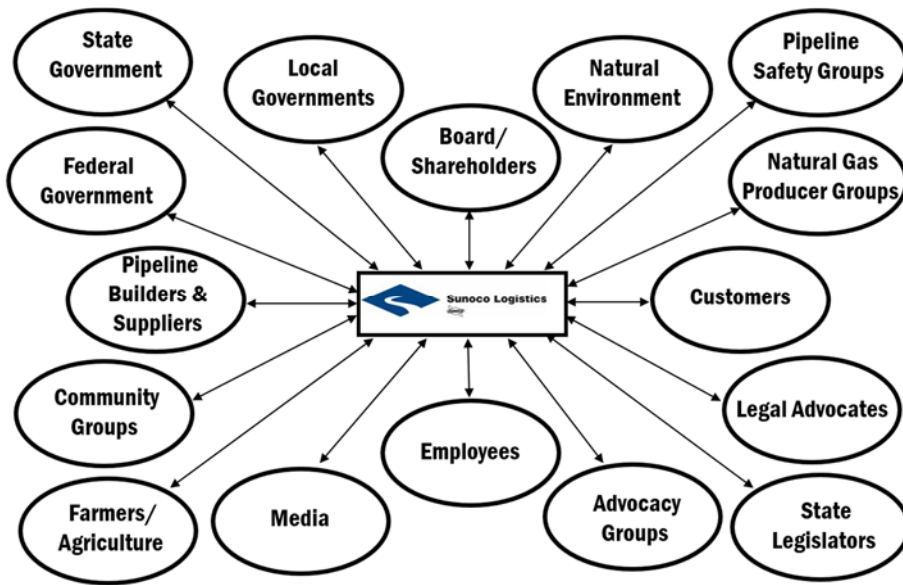 State
Government
Local
Governments
Natural
Environment
Pipeline
Safety Groups
Board/
Shareholders
Federal
Government
Natural Gas
Producer Groups
Pipeline
Builders &
Suppliers
Sunoco Logistics
Customers
Community
Groups
Legal Advocates
Employees
Farmers/
Agriculture
Media
Advocacy
Groups
State
Legislators